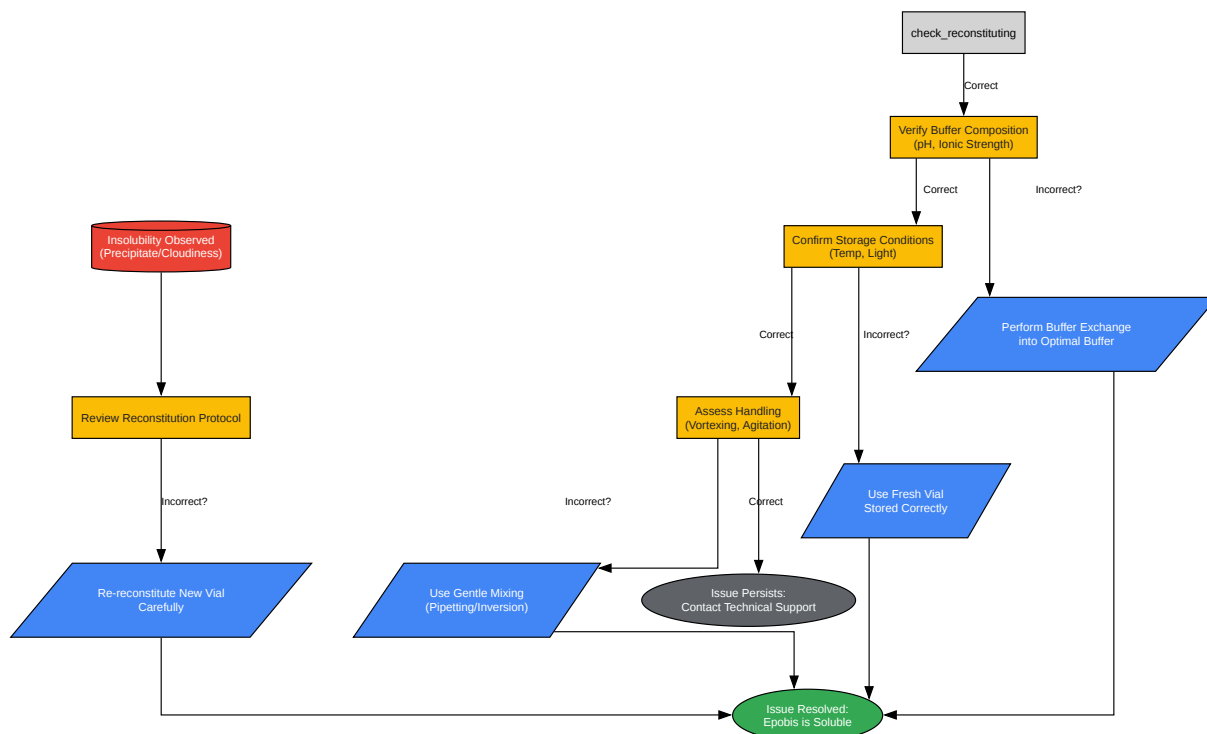 check_reconstituting
Correct
Verify Buffer Composition
(pH, Ionic Strength)
Correct
Incorrect?
Insolubility Observed
(Precipitate/Cloudiness)
Confirm Storage Conditions
(Temp, Light)
Perform Buffer Exchange
into Optimal Buffer
Correct
Incorrect?
Review Reconstitution Protocol
Assess Handling
(Vortexing, Agitation)
Incorrect?
Incorrect?
Correct
Use Fresh Vial
Stored Correctly
Re-reconstitute New Vial
Carefully
Use Gentle Mixing
(Pipetting/Inversion)
Issue Persists:
Contact Technical Support
Issue Resolved:
Epobis is Soluble